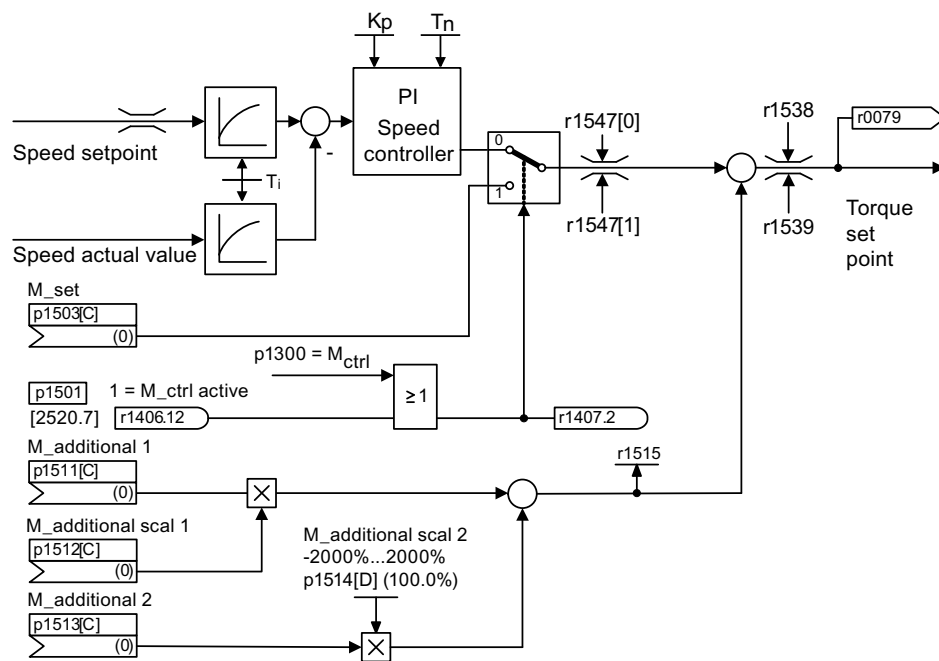 Kp
Tn
PI
Speed
controller
Speed setpoint
-
Ti
Speed actual value
0
1
r1547[0]
r1547[1]
r1538
r1539
r0079
Torque
set
point
M_set
p1503[C]
(0)
p1300 = Mctrl
≥ 1
p1501
1 = M_ctrl active
[2520.7]
r1406.12
r1407.2
M_additional 1
p1511[C]
(0)
r1515
M_additional scal 1
p1512[C]
(0)
M_additional scal 2
-2000%...2000%
p1514[D] (100.0%)
M_additional 2
p1513[C]
(0)